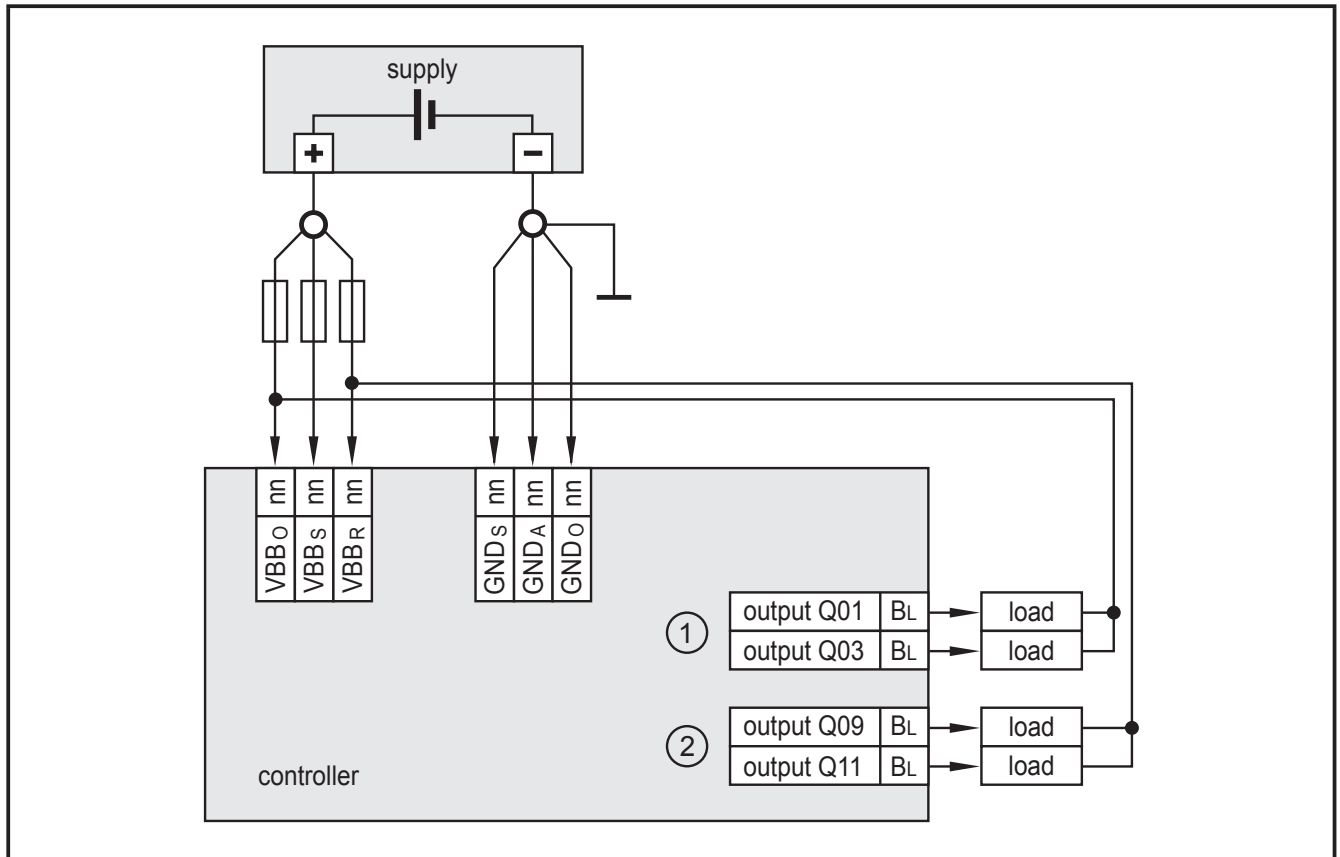 supply
+ −
nn nn nn nn nn nn
VBBO VBBS VBBR GNDS GNDA GNDO
1
output Q01 BL load
output Q03 BL load
2
output Q09 BL load
output Q11 BL load
controller